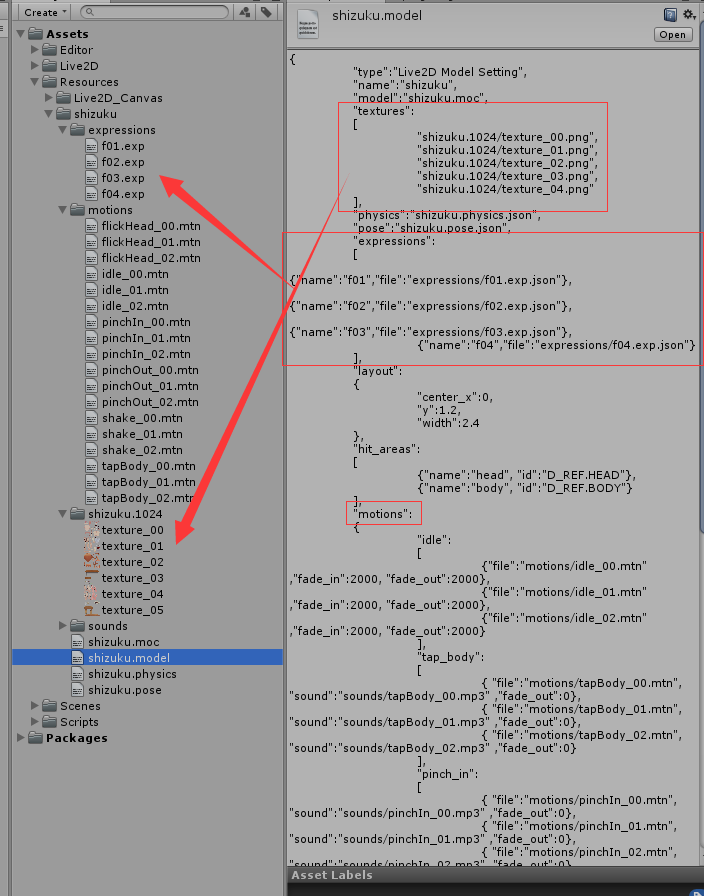 Create
Assets
Editor
Live2D
Resources
Live2D_Canvas
shizuku
expressions
f01.exp
f02.exp
f03.exp
f04.exp
motions
flickHead_00.mtn
flickHead_01.mtn
flickHead_02.mtn
idle_00.mtn
idle_01.mtn
idle_02.mtn
pinchIn_00.mtn
pinchIn_01.mtn
pinchIn_02.mtn
pinchOut_00.mtn
pinchOut_01.mtn
pinchOut_02.mtn
shake_00.mtn
shake_01.mtn
shake_02.mtn
tapBody_00.mtn
tapBody_01.mtn
tapBody_02.mtn
shizuku.1024
texture_00
texture_01
texture_02
texture_03
texture_04
texture_05
sounds
shizuku.moc
shizuku.model
shizuku.physics
shizuku.pose
Scenes
Scripts
Packages
shizuku.model
Open
{
"type":"Live2D Model Setting",
"name":"shizuku",
"model":"shizuku.moc",
"textures":
[
"shizuku.1024/texture_00.png",
"shizuku.1024/texture_01.png",
"shizuku.1024/texture_02.png",
"shizuku.1024/texture_03.png",
"shizuku.1024/texture_04.png"
],
"physics":"shizuku.physics.json",
"pose":"shizuku.pose.json",
"expressions":
[
{"name":"f01","file":"expressions/f01.exp.json"},
{"name":"f02","file":"expressions/f02.exp.json"},
{"name":"f03","file":"expressions/f03.exp.json"},
{"name":"f04","file":"expressions/f04.exp.json"}
],
"layout":
{
"center_x":0,
"y":1.2,
"width":2.4
},
"hit_areas":
[
{"name":"head", "id":"D_REF.HEAD"},
{"name":"body", "id":"D_REF.BODY"}
],
"motions":
{
"idle":
[
{"file":"motions/idle_00.mtn"
,"fade_in":2000, "fade_out":2000},
{"file":"motions/idle_01.mtn"
,"fade_in":2000, "fade_out":2000},
{"file":"motions/idle_02.mtn"
,"fade_in":2000, "fade_out":2000}
],
"tap_body":
[
{ "file":"motions/tapBody_00.mtn",
"sound":"sounds/tapBody_00.mp3" ,"fade_out":0},
{ "file":"motions/tapBody_01.mtn",
"sound":"sounds/tapBody_01.mp3" ,"fade_out":0},
{ "file":"motions/tapBody_02.mtn",
"sound":"sounds/tapBody_02.mp3" ,"fade_out":0}
],
"pinch_in":
[
{ "file":"motions/pinchIn_00.mtn",
"sound":"sounds/pinchIn_00.mp3" ,"fade_out":0},
{ "file":"motions/pinchIn_01.mtn",
"sound":"sounds/pinchIn_01.mp3" ,"fade_out":0},
{ "file":"motions/pinchIn_02.mtn",
"sound":"sounds/pinchIn_02.mp3" ,"fade_out":0}
Asset Labels